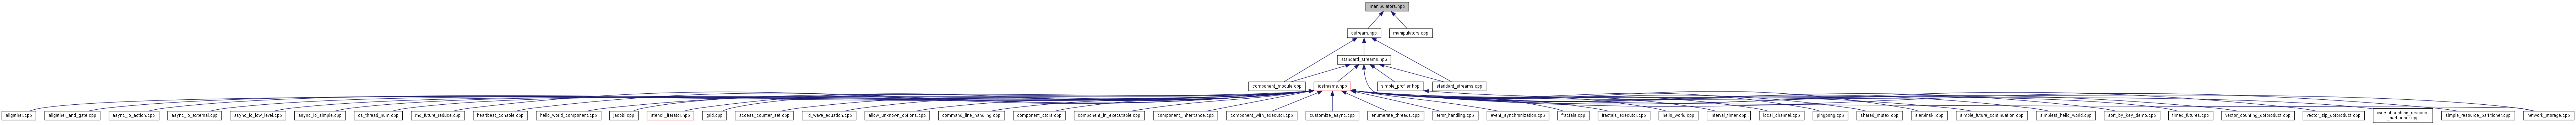 manipulators.hpp
ostream.hpp
manipulators.cpp
standard_streams.hpp
component_module.cpp
iostreams.hpp
simple_profiler.hpp
standard_streams.cpp
allgather.cpp
allgather_and_gate.cpp
async_io_action.cpp
async_io_external.cpp
async_io_low_level.cpp
async_io_simple.cpp
os_thread_num.cpp
rnd_future_reduce.cpp
heartbeat_console.cpp
hello_world_component.cpp
jacobi.cpp
stencil_iterator.hpp
grid.cpp
access_counter_set.cpp
1d_wave_equation.cpp
allow_unknown_options.cpp
command_line_handling.cpp
component_ctors.cpp
component_in_executable.cpp
component_inheritance.cpp
component_with_executor.cpp
customize_async.cpp
enumerate_threads.cpp
error_handling.cpp
event_synchronization.cpp
fractals.cpp
fractals_executor.cpp
hello_world.cpp
interval_timer.cpp
local_channel.cpp
pingpong.cpp
shared_mutex.cpp
sierpinski.cpp
simple_future_continuation.cpp
simplest_hello_world.cpp
sort_by_key_demo.cpp
timed_futures.cpp
vector_counting_dotproduct.cpp
vector_zip_dotproduct.cpp
oversubscribing_resource
_partitioner.cpp
simple_resource_partitioner.cpp
network_storage.cpp